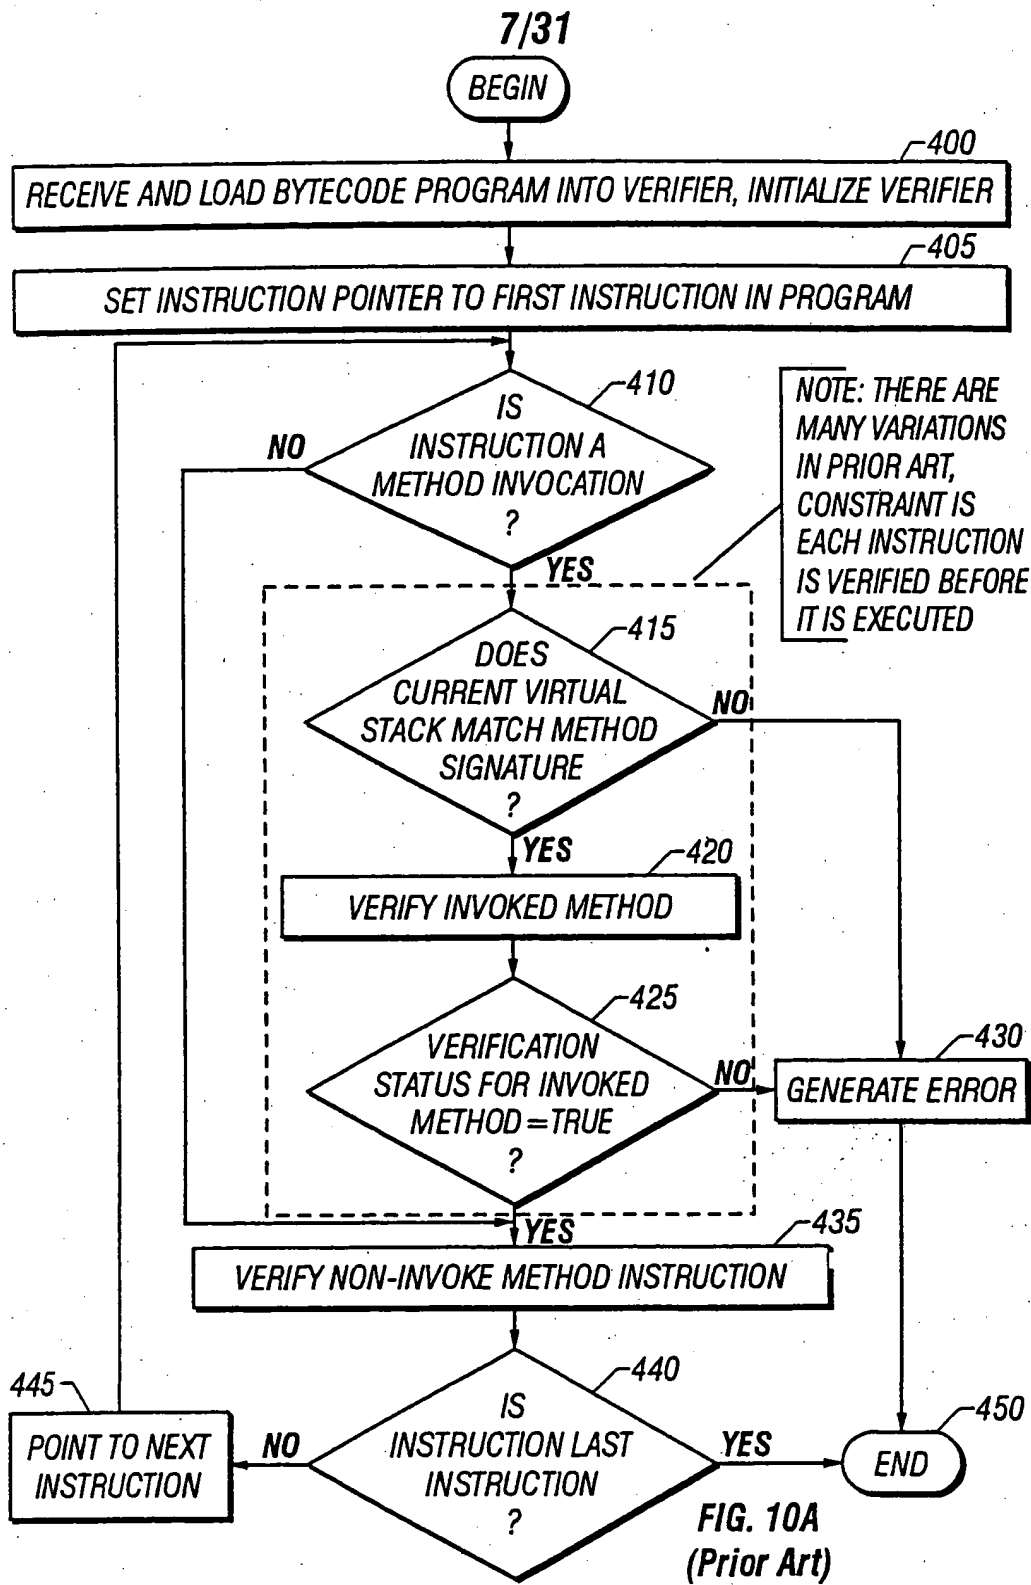 7/31
BEGIN
400
RECEIVE AND LOAD BYTECODE PROGRAM INTO VERIFIER, INITIALIZE VERIFIER
405
SET INSTRUCTION POINTER TO FIRST INSTRUCTION IN PROGRAM
410
IS
INSTRUCTION A
METHOD INVOCATION
?
NO
YES
NOTE: THERE ARE
MANY VARIATIONS
IN PRIOR ART,
CONSTRAINT IS
EACH INSTRUCTION
IS VERIFIED BEFORE
IT IS EXECUTED
415
DOES
CURRENT VIRTUAL
STACK MATCH METHOD
SIGNATURE
?
NO
YES
420
VERIFY INVOKED METHOD
425
VERIFICATION
STATUS FOR INVOKED
METHOD=TRUE
?
NO
430
GENERATE ERROR
YES
435
VERIFY NON-INVOKE METHOD INSTRUCTION
440
IS
INSTRUCTION LAST
INSTRUCTION
?
NO
445
POINT TO NEXT
INSTRUCTION
YES
450
END
FIG. 10A
(Prior Art)